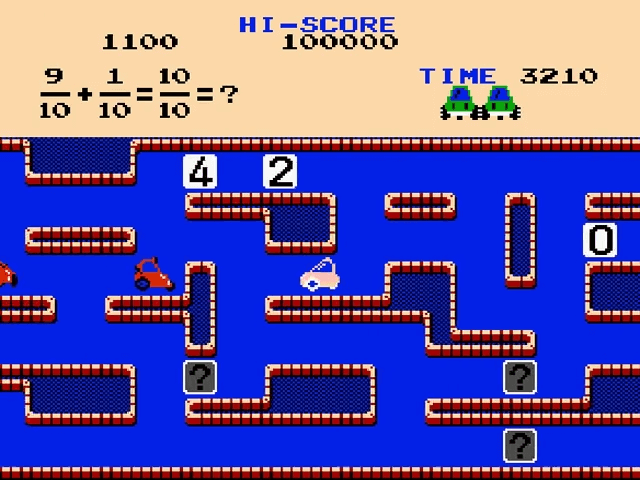 HI-SCORE
1100 100000
9/10 + 1/10 = 10/10 = ?
TIME 3210
4 2
0
? ?
?